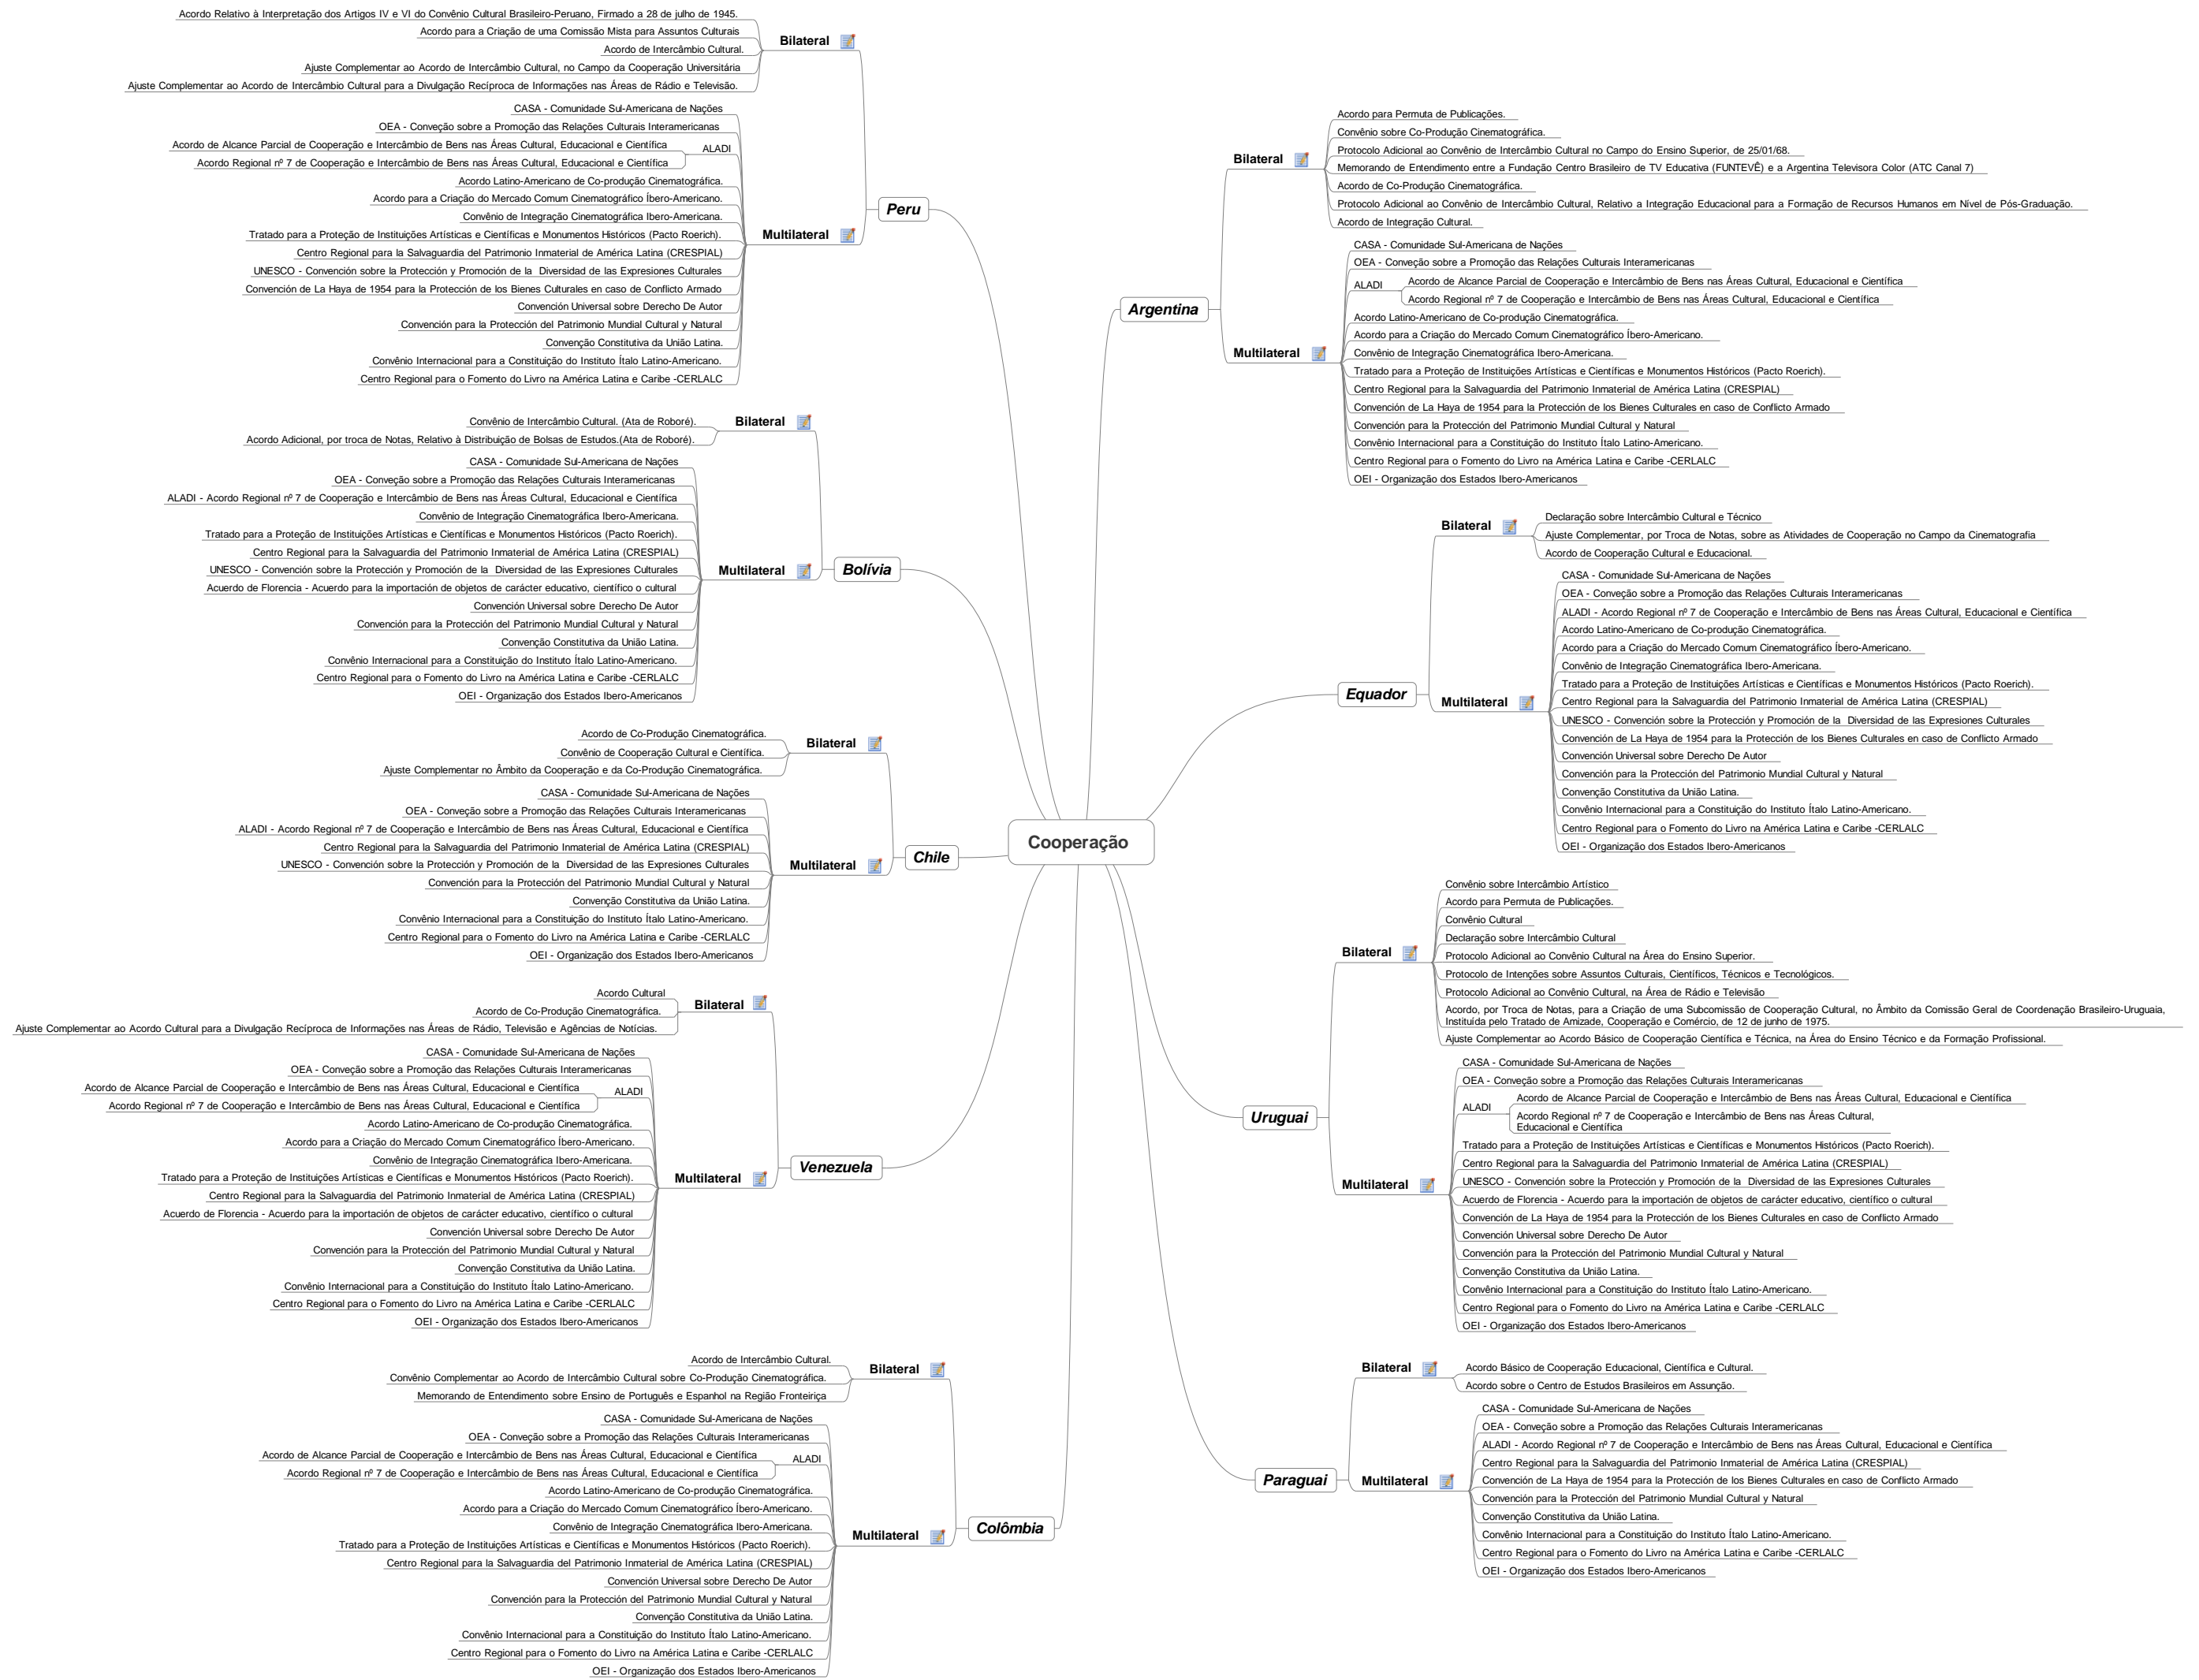 Cooperação
Peru
Bilateral
Acordo Relativo à Interpretação dos Artigos IV e VI do Convênio Cultural Brasileiro-Peruano, Firmado a 28 de julho de 1945.
Acordo para a Criação de uma Comissão Mista para Assuntos Culturais
Acordo de Intercâmbio Cultural.
Ajuste Complementar ao Acordo de Intercâmbio Cultural, no Campo da Cooperação Universitária
Ajuste Complementar ao Acordo de Intercâmbio Cultural para a Divulgação Recíproca de Informações nas Áreas de Rádio e Televisão.
Multilateral
CASA - Comunidade Sul-Americana de Nações
OEA - Conveção sobre a Promoção das Relações Culturais Interamericanas
ALADI
Acordo de Alcance Parcial de Cooperação e Intercâmbio de Bens nas Áreas Cultural, Educacional e Científica
Acordo Regional nº 7 de Cooperação e Intercâmbio de Bens nas Áreas Cultural, Educacional e Científica
Acordo Latino-Americano de Co-produção Cinematográfica.
Acordo para a Criação do Mercado Comum Cinematográfico Íbero-Americano.
Convênio de Integração Cinematográfica Ibero-Americana.
Tratado para a Proteção de Instituições Artísticas e Científicas e Monumentos Históricos (Pacto Roerich).
Centro Regional para la Salvaguardia del Patrimonio Inmaterial de América Latina (CRESPIAL)
UNESCO - Convención sobre la Protección y Promoción de la Diversidad de las Expresiones Culturales
Convención de La Haya de 1954 para la Protección de los Bienes Culturales en caso de Conflicto Armado
Convención Universal sobre Derecho De Autor
Convención para la Protección del Patrimonio Mundial Cultural y Natural
Convenção Constitutiva da União Latina.
Convênio Internacional para a Constituição do Instituto Ítalo Latino-Americano.
Centro Regional para o Fomento do Livro na América Latina e Caribe -CERLALC
Bolívia
Bilateral
Convênio de Intercâmbio Cultural. (Ata de Roboré).
Acordo Adicional, por troca de Notas, Relativo à Distribuição de Bolsas de Estudos.(Ata de Roboré).
Multilateral
CASA - Comunidade Sul-Americana de Nações
OEA - Conveção sobre a Promoção das Relações Culturais Interamericanas
ALADI - Acordo Regional nº 7 de Cooperação e Intercâmbio de Bens nas Áreas Cultural, Educacional e Científica
Convênio de Integração Cinematográfica Ibero-Americana.
Tratado para a Proteção de Instituições Artísticas e Científicas e Monumentos Históricos (Pacto Roerich).
Centro Regional para la Salvaguardia del Patrimonio Inmaterial de América Latina (CRESPIAL)
UNESCO - Convención sobre la Protección y Promoción de la Diversidad de las Expresiones Culturales
Acuerdo de Florencia - Acuerdo para la importación de objetos de carácter educativo, científico o cultural
Convención Universal sobre Derecho De Autor
Convención para la Protección del Patrimonio Mundial Cultural y Natural
Convenção Constitutiva da União Latina.
Convênio Internacional para a Constituição do Instituto Ítalo Latino-Americano.
Centro Regional para o Fomento do Livro na América Latina e Caribe -CERLALC
OEI - Organização dos Estados Ibero-Americanos
Chile
Bilateral
Acordo de Co-Produção Cinematográfica.
Convênio de Cooperação Cultural e Científica.
Ajuste Complementar no Âmbito da Cooperação e da Co-Produção Cinematográfica.
Multilateral
CASA - Comunidade Sul-Americana de Nações
OEA - Conveção sobre a Promoção das Relações Culturais Interamericanas
ALADI - Acordo Regional nº 7 de Cooperação e Intercâmbio de Bens nas Áreas Cultural, Educacional e Científica
Centro Regional para la Salvaguardia del Patrimonio Inmaterial de América Latina (CRESPIAL)
UNESCO - Convención sobre la Protección y Promoción de la Diversidad de las Expresiones Culturales
Convención para la Protección del Patrimonio Mundial Cultural y Natural
Convenção Constitutiva da União Latina.
Convênio Internacional para a Constituição do Instituto Ítalo Latino-Americano.
Centro Regional para o Fomento do Livro na América Latina e Caribe -CERLALC
OEI - Organização dos Estados Ibero-Americanos
Venezuela
Bilateral
Acordo Cultural
Acordo de Co-Produção Cinematográfica.
Ajuste Complementar ao Acordo Cultural para a Divulgação Recíproca de Informações nas Áreas de Rádio, Televisão e Agências de Notícias.
Multilateral
CASA - Comunidade Sul-Americana de Nações
OEA - Conveção sobre a Promoção das Relações Culturais Interamericanas
ALADI
Acordo de Alcance Parcial de Cooperação e Intercâmbio de Bens nas Áreas Cultural, Educacional e Científica
Acordo Regional nº 7 de Cooperação e Intercâmbio de Bens nas Áreas Cultural, Educacional e Científica
Acordo Latino-Americano de Co-produção Cinematográfica.
Acordo para a Criação do Mercado Comum Cinematográfico Íbero-Americano.
Convênio de Integração Cinematográfica Ibero-Americana.
Tratado para a Proteção de Instituições Artísticas e Científicas e Monumentos Históricos (Pacto Roerich).
Centro Regional para la Salvaguardia del Patrimonio Inmaterial de América Latina (CRESPIAL)
Acuerdo de Florencia - Acuerdo para la importación de objetos de carácter educativo, científico o cultural
Convención Universal sobre Derecho De Autor
Convención para la Protección del Patrimonio Mundial Cultural y Natural
Convenção Constitutiva da União Latina.
Convênio Internacional para a Constituição do Instituto Ítalo Latino-Americano.
Centro Regional para o Fomento do Livro na América Latina e Caribe -CERLALC
OEI - Organização dos Estados Ibero-Americanos
Colômbia
Bilateral
Acordo de Intercâmbio Cultural.
Convênio Complementar ao Acordo de Intercâmbio Cultural sobre Co-Produção Cinematográfica.
Memorando de Entendimento sobre Ensino de Português e Espanhol na Região Fronteiriça
Multilateral
CASA - Comunidade Sul-Americana de Nações
OEA - Conveção sobre a Promoção das Relações Culturais Interamericanas
ALADI
Acordo de Alcance Parcial de Cooperação e Intercâmbio de Bens nas Áreas Cultural, Educacional e Científica
Acordo Regional nº 7 de Cooperação e Intercâmbio de Bens nas Áreas Cultural, Educacional e Científica
Acordo Latino-Americano de Co-produção Cinematográfica.
Acordo para a Criação do Mercado Comum Cinematográfico Íbero-Americano.
Convênio de Integração Cinematográfica Ibero-Americana.
Tratado para a Proteção de Instituições Artísticas e Científicas e Monumentos Históricos (Pacto Roerich).
Centro Regional para la Salvaguardia del Patrimonio Inmaterial de América Latina (CRESPIAL)
Convención Universal sobre Derecho De Autor
Convención para la Protección del Patrimonio Mundial Cultural y Natural
Convenção Constitutiva da União Latina.
Convênio Internacional para a Constituição do Instituto Ítalo Latino-Americano.
Centro Regional para o Fomento do Livro na América Latina e Caribe -CERLALC
OEI - Organização dos Estados Ibero-Americanos
Argentina
Bilateral
Acordo para Permuta de Publicações.
Convênio sobre Co-Produção Cinematográfica.
Protocolo Adicional ao Convênio de Intercâmbio Cultural no Campo do Ensino Superior, de 25/01/68.
Memorando de Entendimento entre a Fundação Centro Brasileiro de TV Educativa (FUNTEVÊ) e a Argentina Televisora Color (ATC Canal 7)
Acordo de Co-Produção Cinematográfica.
Protocolo Adicional ao Convênio de Intercâmbio Cultural, Relativo a Integração Educacional para a Formação de Recursos Humanos em Nível de Pós-Graduação.
Acordo de Integração Cultural.
Multilateral
CASA - Comunidade Sul-Americana de Nações
OEA - Conveção sobre a Promoção das Relações Culturais Interamericanas
ALADI
Acordo de Alcance Parcial de Cooperação e Intercâmbio de Bens nas Áreas Cultural, Educacional e Científica
Acordo Regional nº 7 de Cooperação e Intercâmbio de Bens nas Áreas Cultural, Educacional e Científica
Acordo Latino-Americano de Co-produção Cinematográfica.
Acordo para a Criação do Mercado Comum Cinematográfico Íbero-Americano.
Convênio de Integração Cinematográfica Ibero-Americana.
Tratado para a Proteção de Instituições Artísticas e Científicas e Monumentos Históricos (Pacto Roerich).
Centro Regional para la Salvaguardia del Patrimonio Inmaterial de América Latina (CRESPIAL)
Convención de La Haya de 1954 para la Protección de los Bienes Culturales en caso de Conflicto Armado
Convención para la Protección del Patrimonio Mundial Cultural y Natural
Convênio Internacional para a Constituição do Instituto Ítalo Latino-Americano.
Centro Regional para o Fomento do Livro na América Latina e Caribe -CERLALC
OEI - Organização dos Estados Ibero-Americanos
Equador
Bilateral
Declaração sobre Intercâmbio Cultural e Técnico
Ajuste Complementar, por Troca de Notas, sobre as Atividades de Cooperação no Campo da Cinematografia
Acordo de Cooperação Cultural e Educacional.
Multilateral
CASA - Comunidade Sul-Americana de Nações
OEA - Conveção sobre a Promoção das Relações Culturais Interamericanas
ALADI - Acordo Regional nº 7 de Cooperação e Intercâmbio de Bens nas Áreas Cultural, Educacional e Científica
Acordo Latino-Americano de Co-produção Cinematográfica.
Acordo para a Criação do Mercado Comum Cinematográfico Íbero-Americano.
Convênio de Integração Cinematográfica Ibero-Americana.
Tratado para a Proteção de Instituições Artísticas e Científicas e Monumentos Históricos (Pacto Roerich).
Centro Regional para la Salvaguardia del Patrimonio Inmaterial de América Latina (CRESPIAL)
UNESCO - Convención sobre la Protección y Promoción de la Diversidad de las Expresiones Culturales
Convención de La Haya de 1954 para la Protección de los Bienes Culturales en caso de Conflicto Armado
Convención Universal sobre Derecho De Autor
Convención para la Protección del Patrimonio Mundial Cultural y Natural
Convenção Constitutiva da União Latina.
Convênio Internacional para a Constituição do Instituto Ítalo Latino-Americano.
Centro Regional para o Fomento do Livro na América Latina e Caribe -CERLALC
OEI - Organização dos Estados Ibero-Americanos
Uruguai
Bilateral
Convênio sobre Intercâmbio Artístico
Acordo para Permuta de Publicações.
Convênio Cultural
Declaração sobre Intercâmbio Cultural
Protocolo Adicional ao Convênio Cultural na Área do Ensino Superior.
Protocolo de Intenções sobre Assuntos Culturais, Científicos, Técnicos e Tecnológicos.
Protocolo Adicional ao Convênio Cultural, na Área de Rádio e Televisão
Acordo, por Troca de Notas, para a Criação de uma Subcomissão de Cooperação Cultural, no Âmbito da Comissão Geral de Coordenação Brasileiro-Uruguaia,
Instituída pelo Tratado de Amizade, Cooperação e Comércio, de 12 de junho de 1975.
Ajuste Complementar ao Acordo Básico de Cooperação Científica e Técnica, na Área do Ensino Técnico e da Formação Profissional.
Multilateral
CASA - Comunidade Sul-Americana de Nações
OEA - Conveção sobre a Promoção das Relações Culturais Interamericanas
ALADI
Acordo de Alcance Parcial de Cooperação e Intercâmbio de Bens nas Áreas Cultural, Educacional e Científica
Acordo Regional nº 7 de Cooperação e Intercâmbio de Bens nas Áreas Cultural,
Educacional e Científica
Tratado para a Proteção de Instituições Artísticas e Científicas e Monumentos Históricos (Pacto Roerich).
Centro Regional para la Salvaguardia del Patrimonio Inmaterial de América Latina (CRESPIAL)
UNESCO - Convención sobre la Protección y Promoción de la Diversidad de las Expresiones Culturales
Acuerdo de Florencia - Acuerdo para la importación de objetos de carácter educativo, científico o cultural
Convención de La Haya de 1954 para la Protección de los Bienes Culturales en caso de Conflicto Armado
Convención Universal sobre Derecho De Autor
Convención para la Protección del Patrimonio Mundial Cultural y Natural
Convenção Constitutiva da União Latina.
Convênio Internacional para a Constituição do Instituto Ítalo Latino-Americano.
Centro Regional para o Fomento do Livro na América Latina e Caribe -CERLALC
OEI - Organização dos Estados Ibero-Americanos
Paraguai
Bilateral
Acordo Básico de Cooperação Educacional, Científica e Cultural.
Acordo sobre o Centro de Estudos Brasileiros em Assunção.
Multilateral
CASA - Comunidade Sul-Americana de Nações
OEA - Conveção sobre a Promoção das Relações Culturais Interamericanas
ALADI - Acordo Regional nº 7 de Cooperação e Intercâmbio de Bens nas Áreas Cultural, Educacional e Científica
Centro Regional para la Salvaguardia del Patrimonio Inmaterial de América Latina (CRESPIAL)
Convención de La Haya de 1954 para la Protección de los Bienes Culturales en caso de Conflicto Armado
Convención para la Protección del Patrimonio Mundial Cultural y Natural
Convenção Constitutiva da União Latina.
Convênio Internacional para a Constituição do Instituto Ítalo Latino-Americano.
Centro Regional para o Fomento do Livro na América Latina e Caribe -CERLALC
OEI - Organização dos Estados Ibero-Americanos